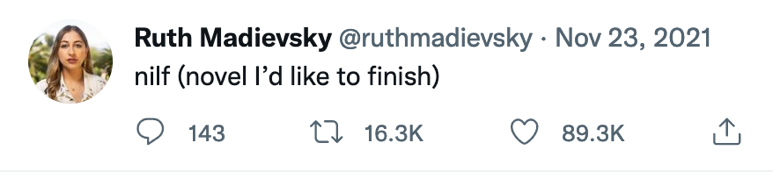 Ruth Madievsky @ruthmadievsky · Nov 23, 2021
nilf (novel I’d like to finish)
143 16.3K 89.3K